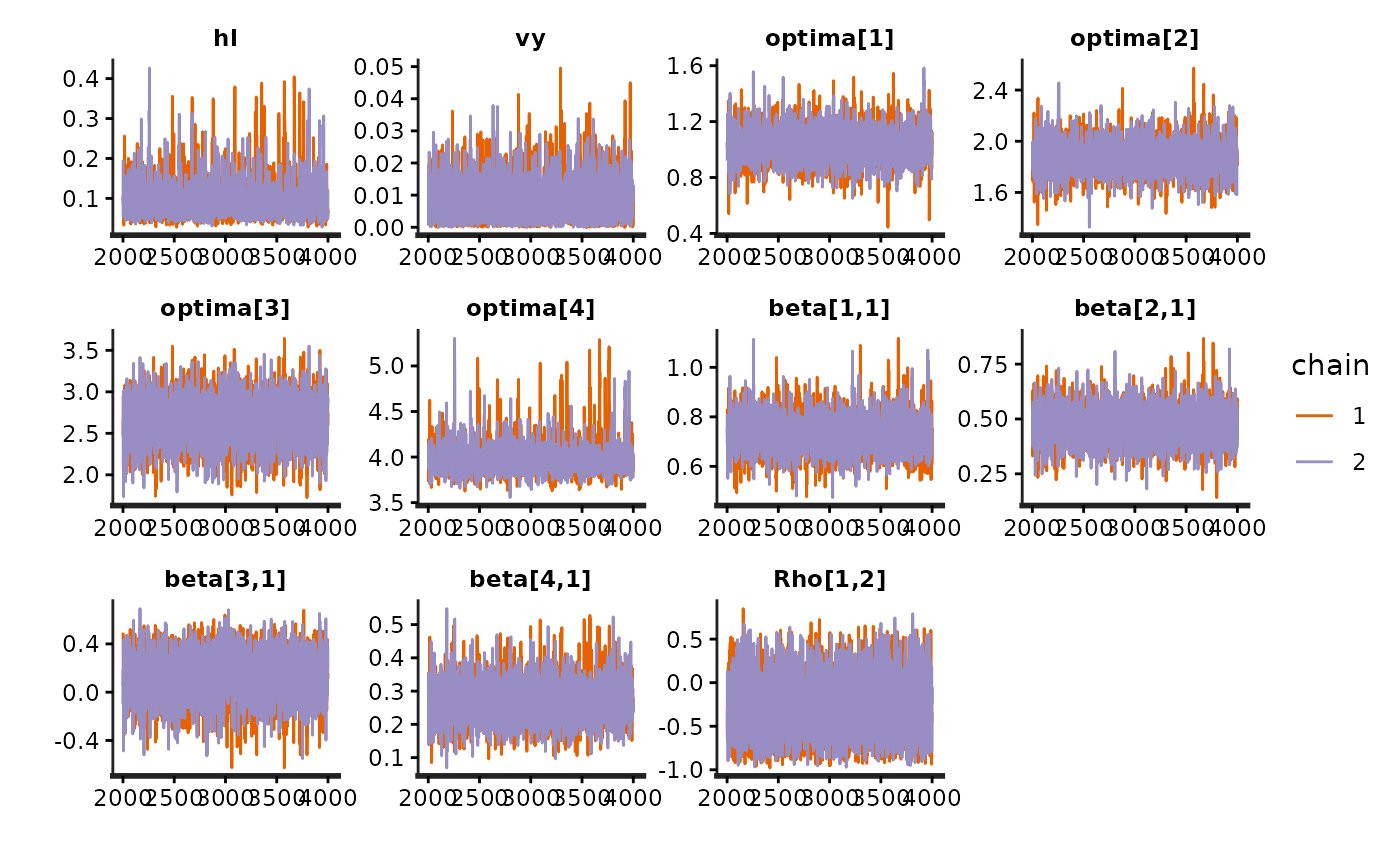 hl vy optima[1] optima[2]
0.4 0.3 0.2 0.1
0.05 0.04 0.03 0.02 0.01 0.00
1.6 1.2 0.8 0.4
2.4 2.0 1.6
2000 2500 3000 3500 4000 2000 2500 3000 3500 4000 2000 2500 3000 3500 4000 2000 2500 3000 3500 4000
optima[3] optima[4] beta[1,1] beta[2,1]
3.5 3.0 2.5 2.0
5.0 4.5 4.0 3.5
1.0 0.8 0.6
0.75 0.50 0.25
2000 2500 3000 3500 4000 2000 2500 3000 3500 4000 2000 2500 3000 3500 4000 2000 2500 3000 3500 4000
beta[3,1] beta[4,1] Rho[1,2]
0.4 0.0 -0.4
0.5 0.4 0.3 0.2 0.1
0.5 0.0 -0.5 -1.0
2000 2500 3000 3500 4000 2000 2500 3000 3500 4000 2000 2500 3000 3500 4000
chain
1
2